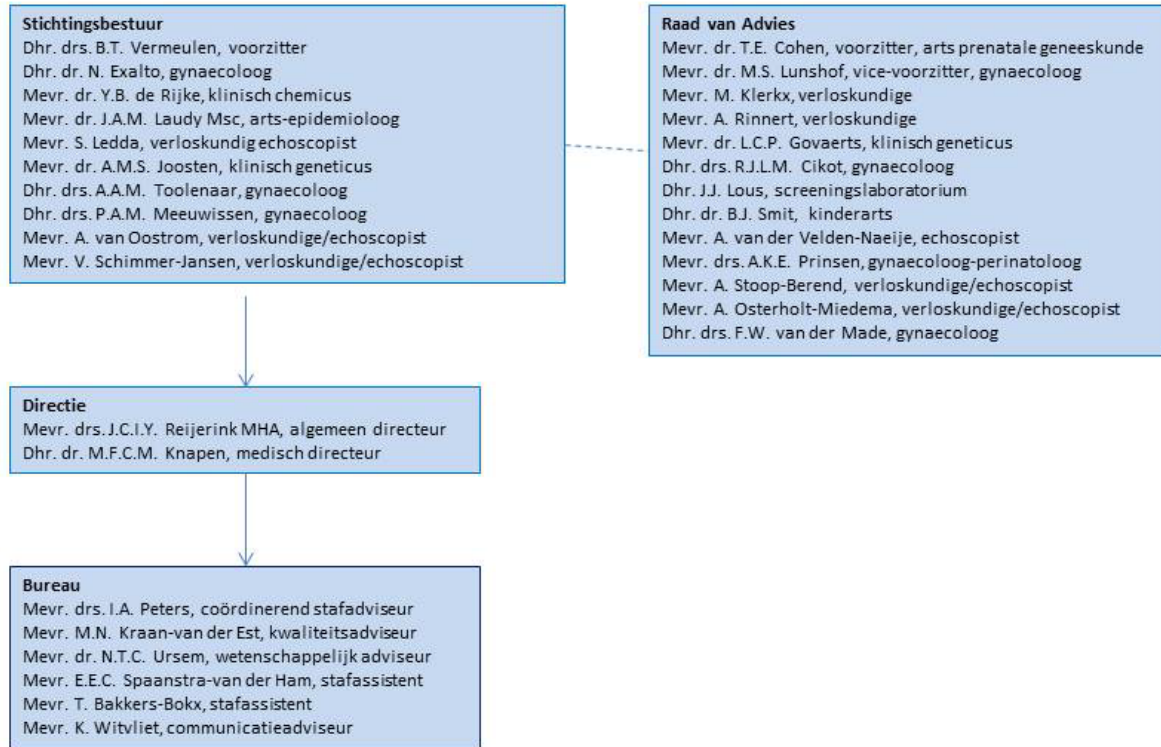 Stichtingsbestuur
Dhr. drs. B.T. Vermeulen, voorzitter
Dhr. dr. N. Exalto, gynaecoloog
Mevr. dr. Y.B. de Rijke, klinisch chemicus
Mevr. dr. J.A.M. Laudy Msc, arts-epidemioloog
Mevr. S. Ledda, verloskundig echoscopist
Mevr. dr. A.M.S. Joosten, klinisch geneticus
Dhr. drs. A.A.M. Toolenaar, gynaecoloog
Dhr. drs. P.A.M. Meeuwissen, gynaecoloog
Mevr. A. van Oostrom, verloskundige/echoscopist
Mevr. V. Schimmer-Jansen, verloskundige/echoscopist
Raad van Advies
Mevr. dr. T.E. Cohen, voorzitter, arts prenatale geneeskunde
Mevr. dr. M.S. Lunshof, vice-voorzitter, gynaecoloog
Mevr. M. Klerkx, verloskundige
Mevr. A. Rinnert, verloskundige
Mevr. dr. L.C.P. Govaerts, klinisch geneticus
Dhr. drs. R.J.L.M. Cikot, gynaecoloog
Dhr. J.J. Lous, screeningslaboratorium
Dhr. dr. B.J. Smit, kinderarts
Mevr. A. van der Velden-Naeije, echoscopist
Mevr. drs. A.K.E. Prinsen, gynaecoloog-perinatoloog
Mevr. A. Stoop-Berend, verloskundige/echoscopist
Mevr. A. Osterholt-Miedema, verloskundige/echoscopist
Dhr. drs. F.W. van der Made, gynaecoloog
Directie
Mevr. drs. J.C.I.Y. Reijerink MHA, algemeen directeur
Dhr. dr. M.F.C.M. Knapen, medisch directeur
Bureau
Mevr. drs. I.A. Peters, coördinerend stafadviseur
Mevr. M.N. Kraan-van der Est, kwaliteitsadviseur
Mevr. dr. N.T.C. Ursem, wetenschappelijk adviseur
Mevr. E.E.C. Spaanstra-van der Ham, stafassistent
Mevr. T. Bakkers-Bokx, stafassistent
Mevr. K. Witvliet, communicatieadviseur